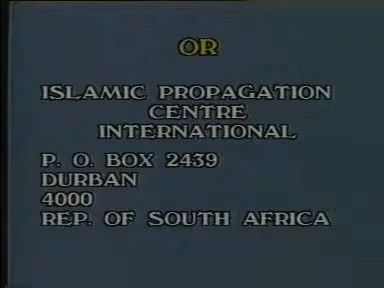 OR
ISLAMIC PROPAGATION
CENTRE
INTERNATIONAL
P. O. BOX 2439
DURBAN
4000
REP. OF SOUTH AFRICA